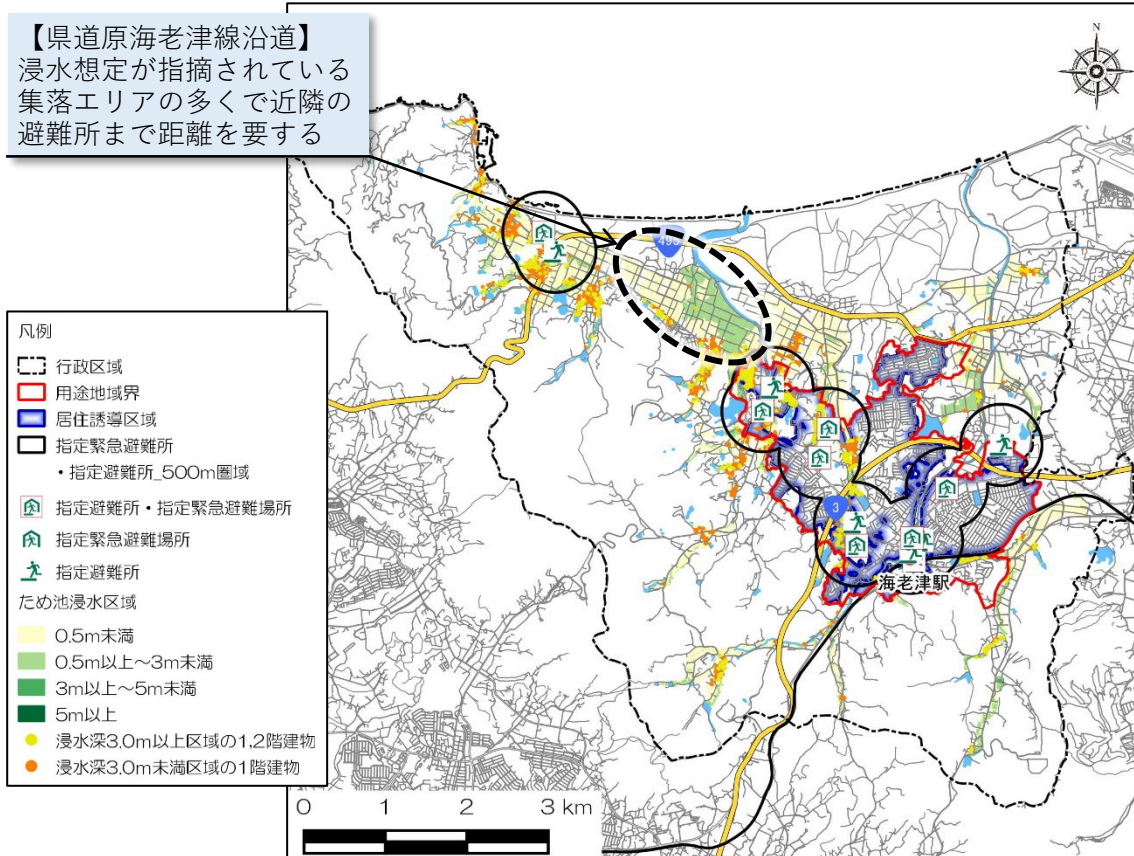 【県道原海老津線沿道】
浸水想定が指摘されている
集落エリアの多くで近隣の
避難所まで距離を要する
N
495
3
海老津駅
凡例
行政区域
用途地域界
居住誘導区域
指定緊急避難所
・指定避難所_500m圏域
指定避難所・指定緊急避難場所
指定緊急避難場所
指定避難所
ため池浸水区域
0.5m未満
0.5m以上～3m未満
3m以上～5m未満
5m以上
浸水深3.0m以上区域の1,2階建物
浸水深3.0m未満区域の1階建物
0 1 2 3 km